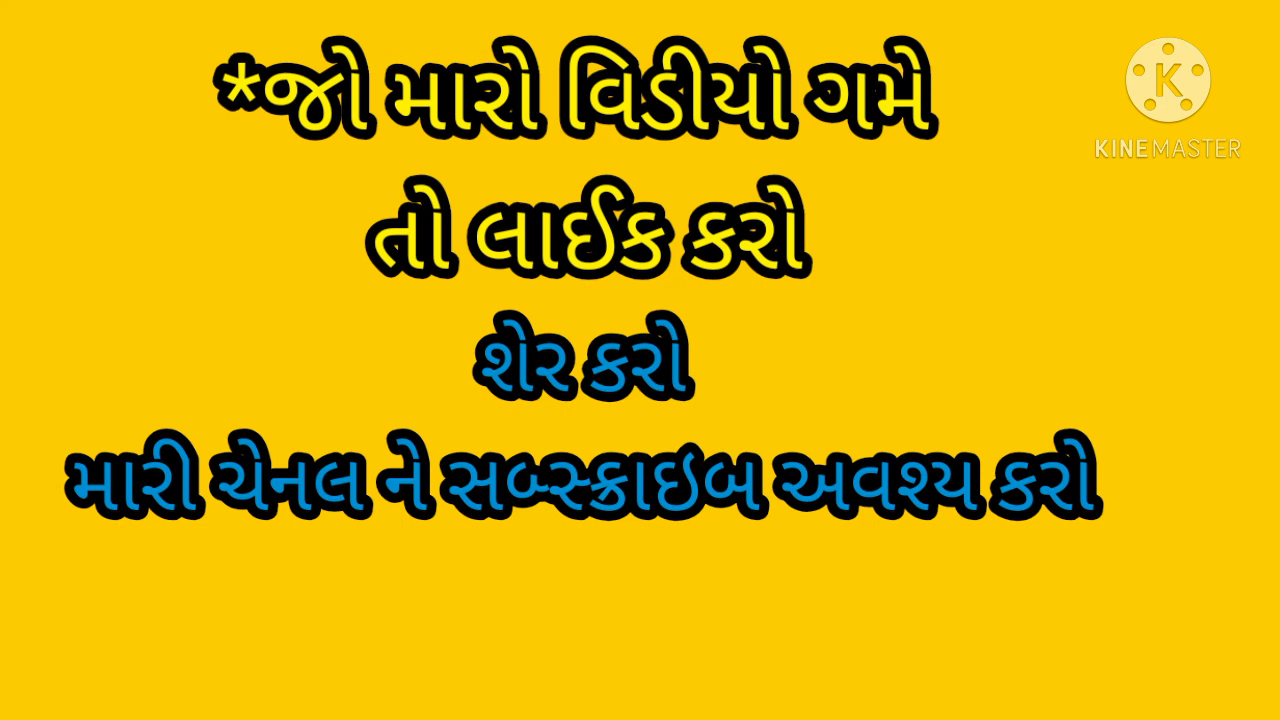 *જો મારો વિડીયો ગમે
તો લાઈક કરો
શેર કરો
મારી ચેનલ ને સબ્સ્ક્રાઇબ અવશ્ય કરો
K
KINEMASTER